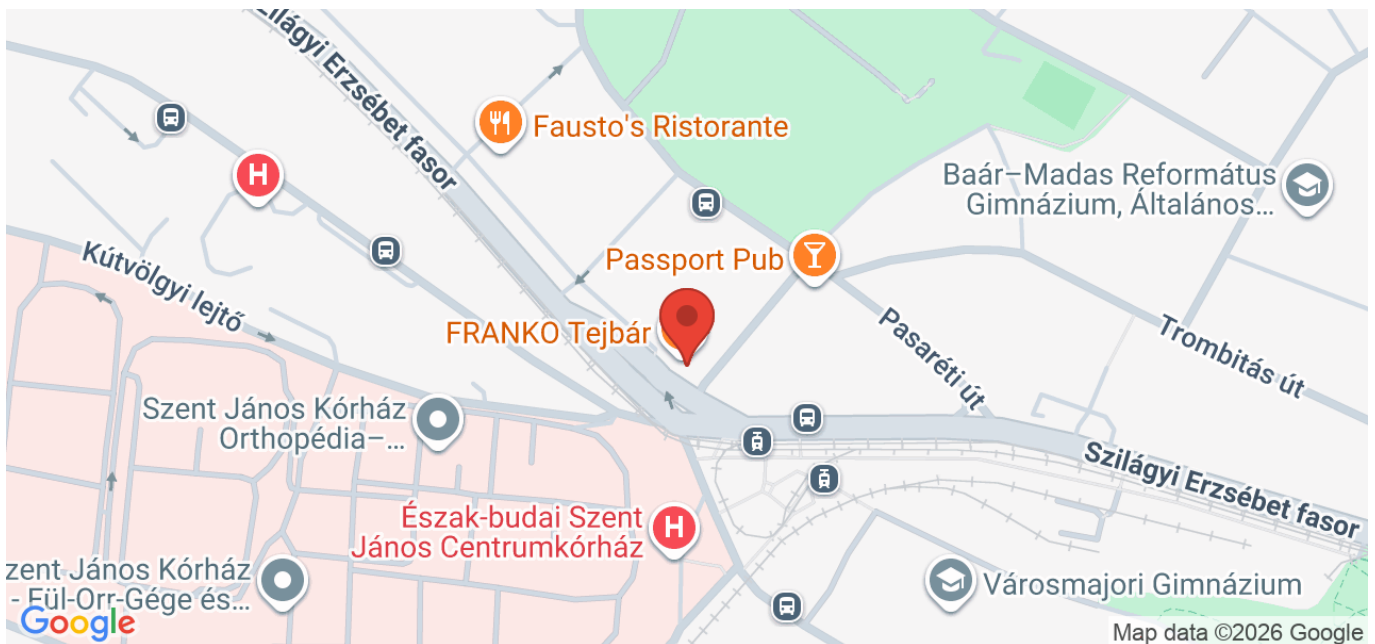 Szilágyi Erzsébet fasor
Fausto's Ristorante
H
Baár–Madas Református
Gimnázium, Általános...
Passport Pub
Kútvölgyi lejtő
FRANKO Tejbár
Pasaréti út
Trombitás út
Szent János Kórház
Orthopédia–...
Szilágyi Erzsébet fasor
Észak-budai Szent
János Centrumkórház
H
zent János Kórház
- Fül-Orr-Gége és...
Városmajori Gimnázium
Google
Map data ©2026 Google